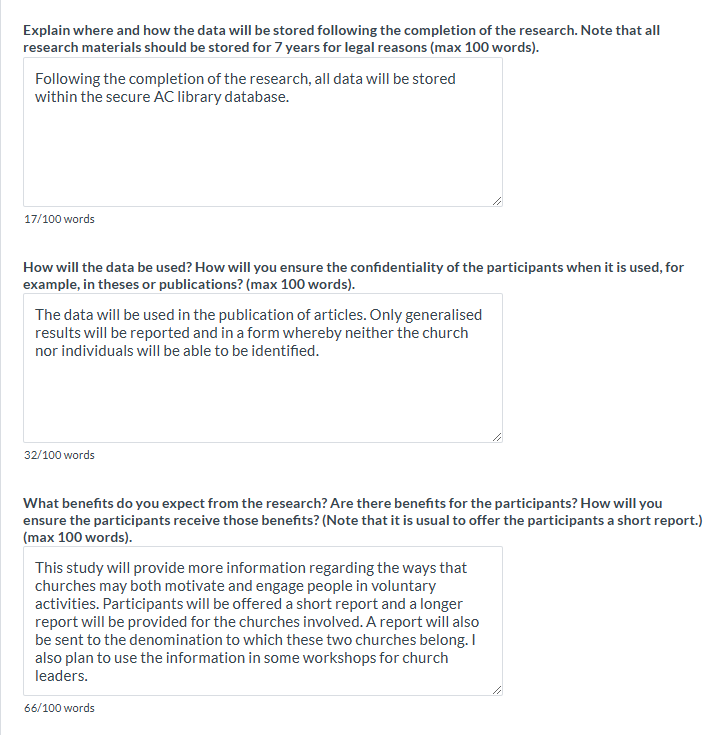 Explain where and how the data will be stored following the completion of the research. Note that all
research materials should be stored for 7 years for legal reasons (max 100 words).
Following the completion of the research, all data will be stored
within the secure AC library database.
17/100 words
How will the data be used? How will you ensure the confidentiality of the participants when it is used, for
example, in theses or publications? (max 100 words).
The data will be used in the publication of articles. Only generalised
results will be reported and in a form whereby neither the church
nor individuals will be able to be identified.
32/100 words
What benefits do you expect from the research? Are there benefits for the participants? How will you
ensure the participants receive those benefits? (Note that it is usual to offer the participants a short report.)
(max 100 words).
This study will provide more information regarding the ways that
churches may both motivate and engage people in voluntary
activities. Participants will be offered a short report and a longer
report will be provided for the churches involved. A report will also
be sent to the denomination to which these two churches belong. I
also plan to use the information in some workshops for church
leaders.
66/100 words